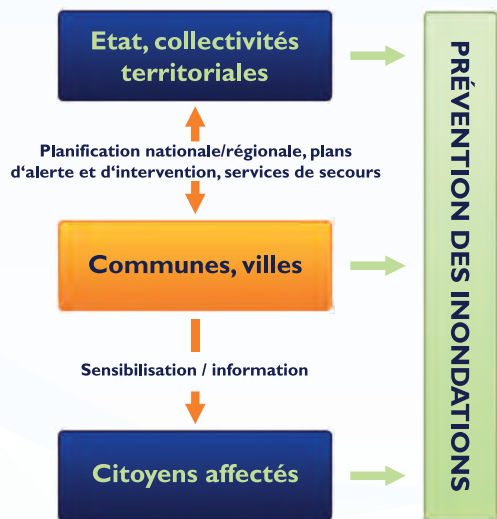 Etat, collectivités
territoriales
Planification nationale/régionale, plans
d‘alerte et d‘intervention, services de secours
Communes, villes
Sensibilisation / information
Citoyens affectés
PRÉVENTION DES INONDATIONS